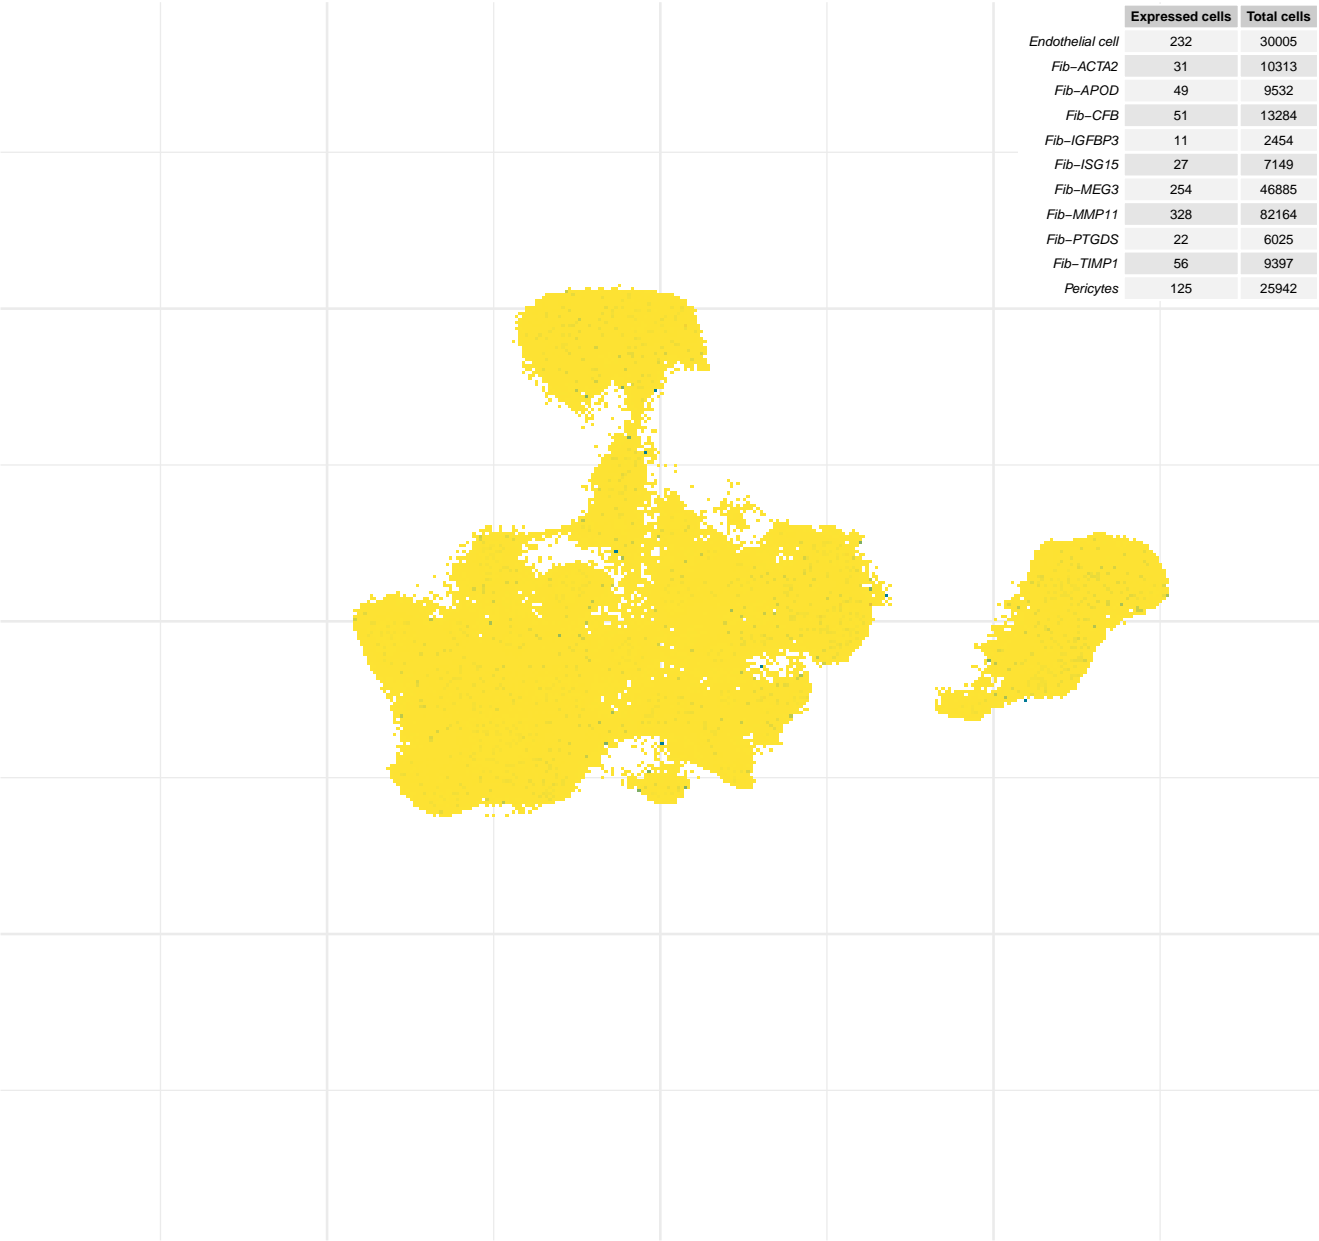 Expressed cells Total cells
Endothelial cell 232 30005
Fib−ACTA2 31 10313
Fib−APOD 49 9532
Fib−CFB 51 13284
Fib−IGFBP3 11 2454
Fib−ISG15 27 7149
Fib−MEG3 254 46885
Fib−MMP11 328 82164
Fib−PTGDS 22 6025
Fib−TIMP1 56 9397
Pericytes 125 25942